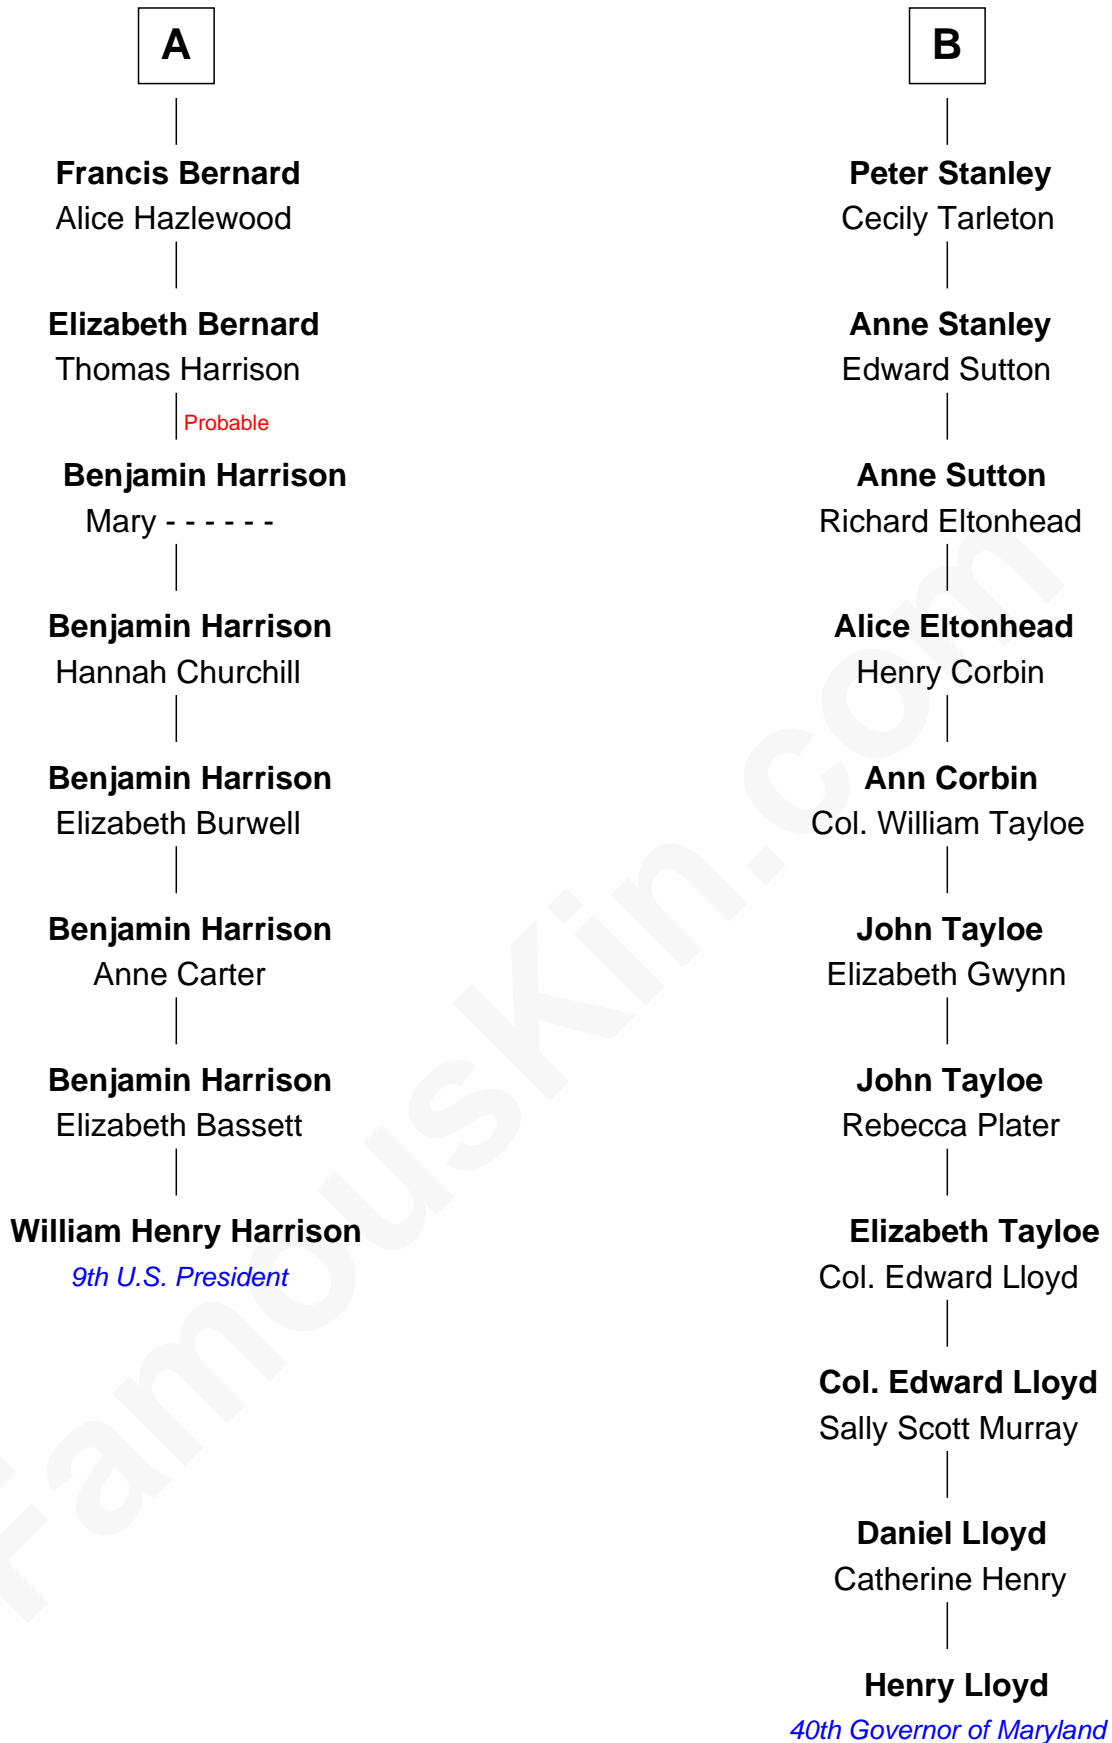 A
Francis Bernard
Alice Hazlewood
Elizabeth Bernard
Thomas Harrison
Probable
Benjamin Harrison
Mary - - - - - -
Benjamin Harrison
Hannah Churchill
Benjamin Harrison
Elizabeth Burwell
Benjamin Harrison
Anne Carter
Benjamin Harrison
Elizabeth Bassett
William Henry Harrison
9th U.S. President
B
Peter Stanley
Cecily Tarleton
Anne Stanley
Edward Sutton
Anne Sutton
Richard Eltonhead
Alice Eltonhead
Henry Corbin
Ann Corbin
Col. William Tayloe
John Tayloe
Elizabeth Gwynn
John Tayloe
Rebecca Plater
Elizabeth Tayloe
Col. Edward Lloyd
Col. Edward Lloyd
Sally Scott Murray
Daniel Lloyd
Catherine Henry
Henry Lloyd
40th Governor of Maryland
FamousKin.com